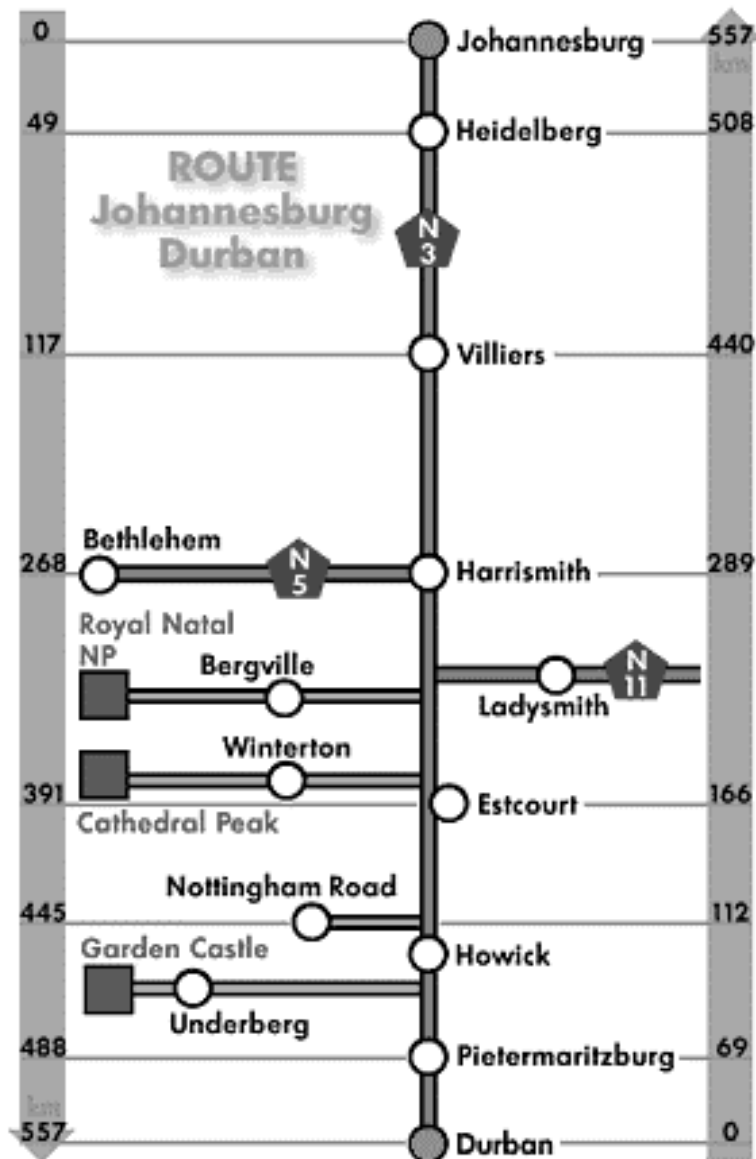 0
Johannesburg
557
km
49
Heidelberg
508
ROUTE
Johannesburg
Durban
N
3
117
Villiers
440
Bethlehem
268
N
5
Harrismith
289
Royal Natal
NP
Bergville
N
11
Ladysmith
Winterton
391
Estcourt
166
Cathedral Peak
Nottingham Road
445
112
Garden Castle
Howick
Underberg
488
Pietermaritzburg
69
km
557
Durban
0